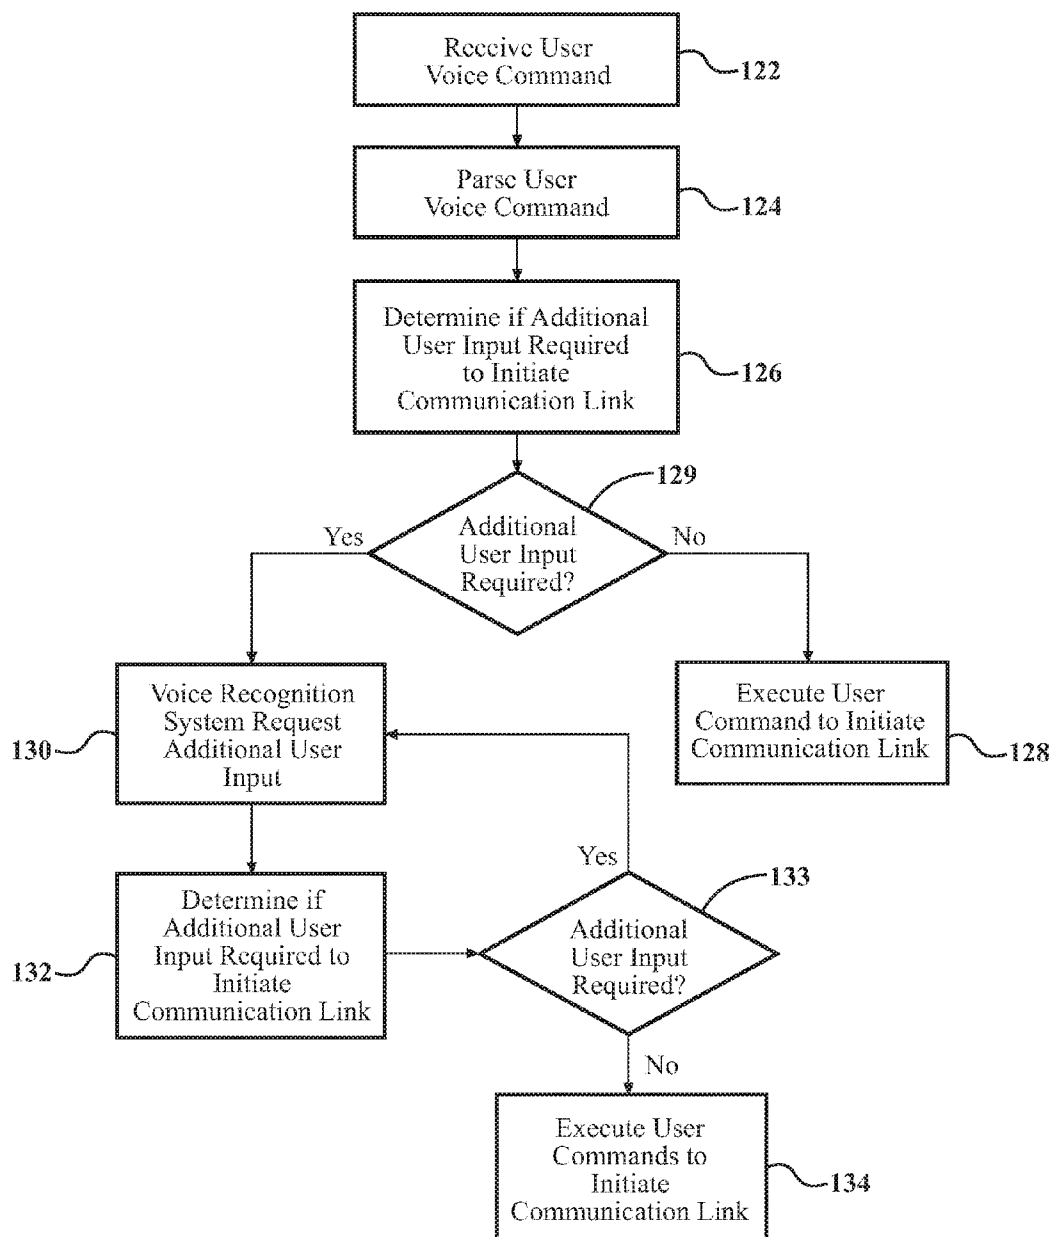 Receive User
Voice Command
122
Parse User
Voice Command
124
Determine if Additional
User Input Required
to Initiate
Communication Link
126
129
Yes
Additional
User Input
Required?
No
Voice Recognition
System Request
Additional User
Input
130
Execute User
Command to Initiate
Communication Link
128
Yes
133
Determine if
Additional User
Input Required to
Initiate
Communication Link
132
Additional
User Input
Required?
No
Execute User
Commands to
Initiate
Communication Link
134